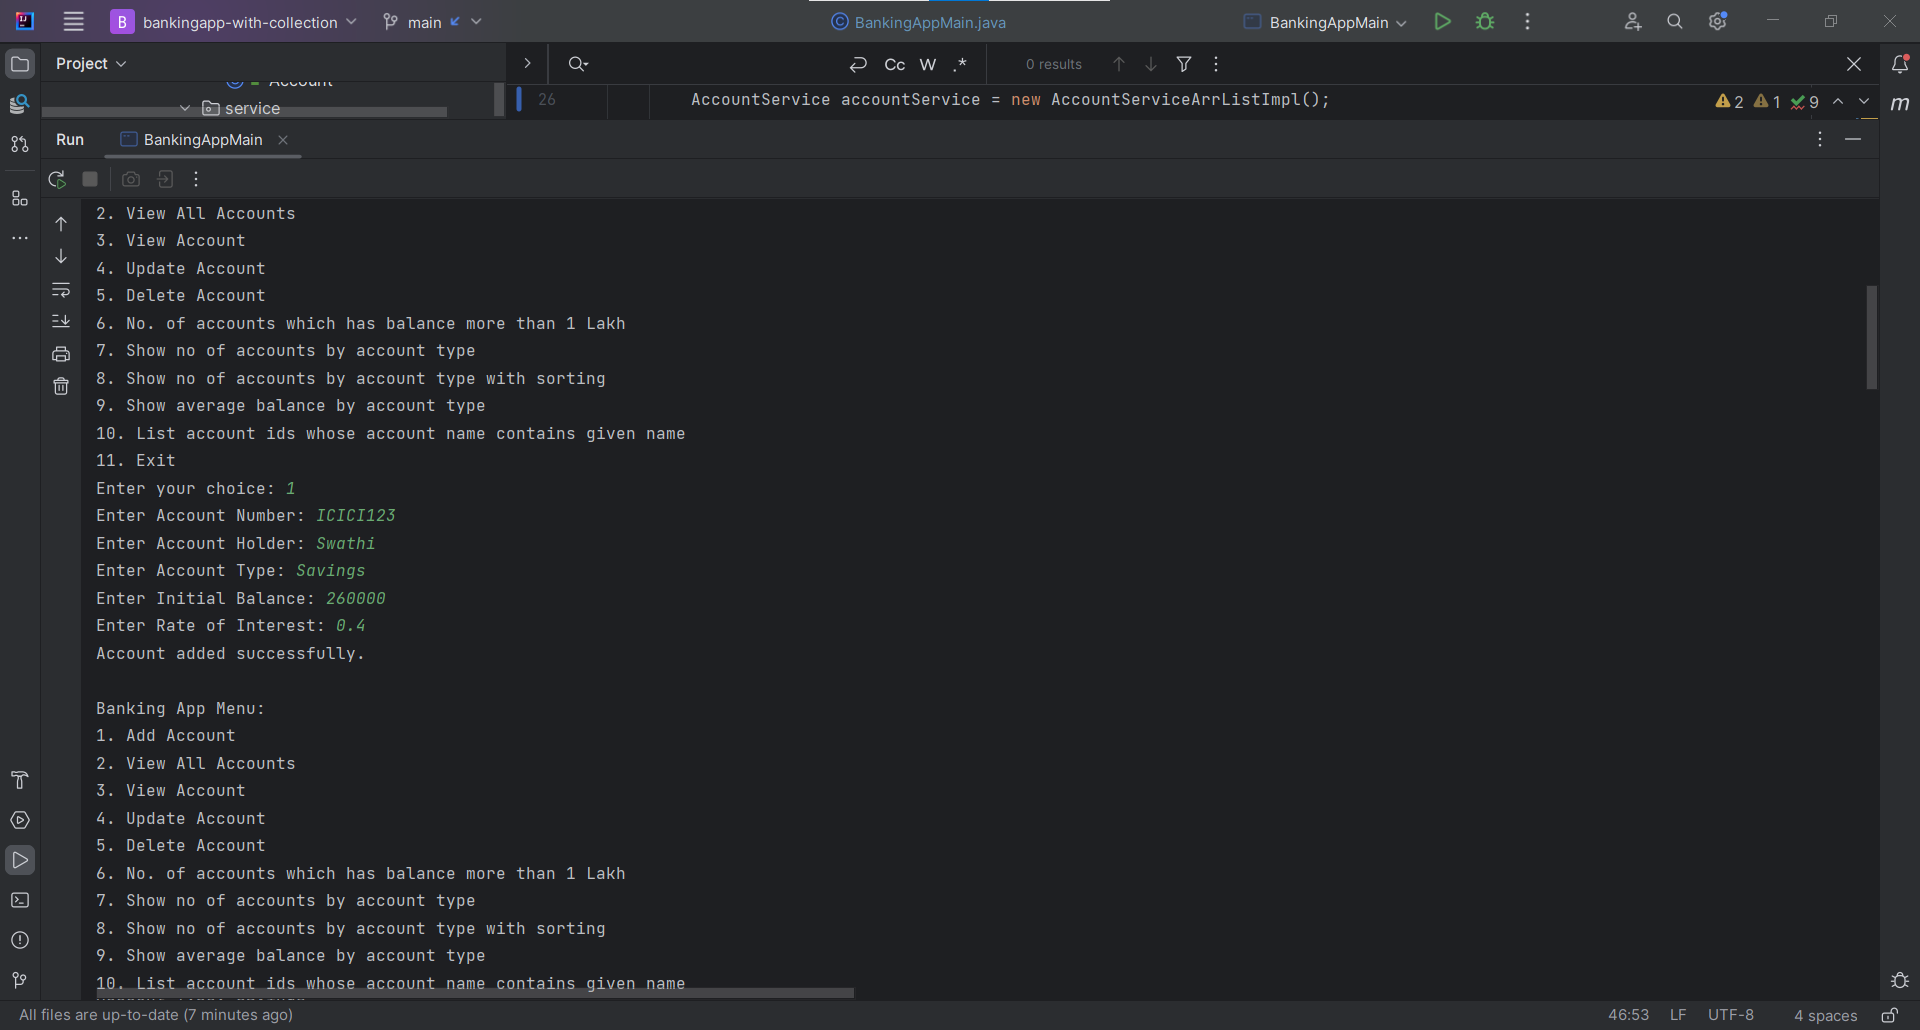 B bankingapp-with-collection main BankingAppMain.java BankingAppMain
Project Cc W .* 0 results
Account
service
26 AccountService accountService = new AccountServiceArrListImpl(); 2 1 9 m
Run BankingAppMain
2. View All Accounts
3. View Account
4. Update Account
5. Delete Account
6. No. of accounts which has balance more than 1 Lakh
7. Show no of accounts by account type
8. Show no of accounts by account type with sorting
9. Show average balance by account type
10. List account ids whose account name contains given name
11. Exit
Enter your choice: 1
Enter Account Number: ICICI123
Enter Account Holder: Swathi
Enter Account Type: Savings
Enter Initial Balance: 260000
Enter Rate of Interest: 0.4
Account added successfully.
Banking App Menu:
1. Add Account
2. View All Accounts
3. View Account
4. Update Account
5. Delete Account
6. No. of accounts which has balance more than 1 Lakh
7. Show no of accounts by account type
8. Show no of accounts by account type with sorting
9. Show average balance by account type
10. List account ids whose account name contains given name
All files are up-to-date (7 minutes ago) 46:53 LF UTF-8 4 spaces